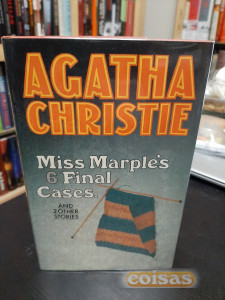 AGATHA
CHRISTIE
Miss Marple's
6 Final
Cases
AND
2 OTHER
STORIES
coisas